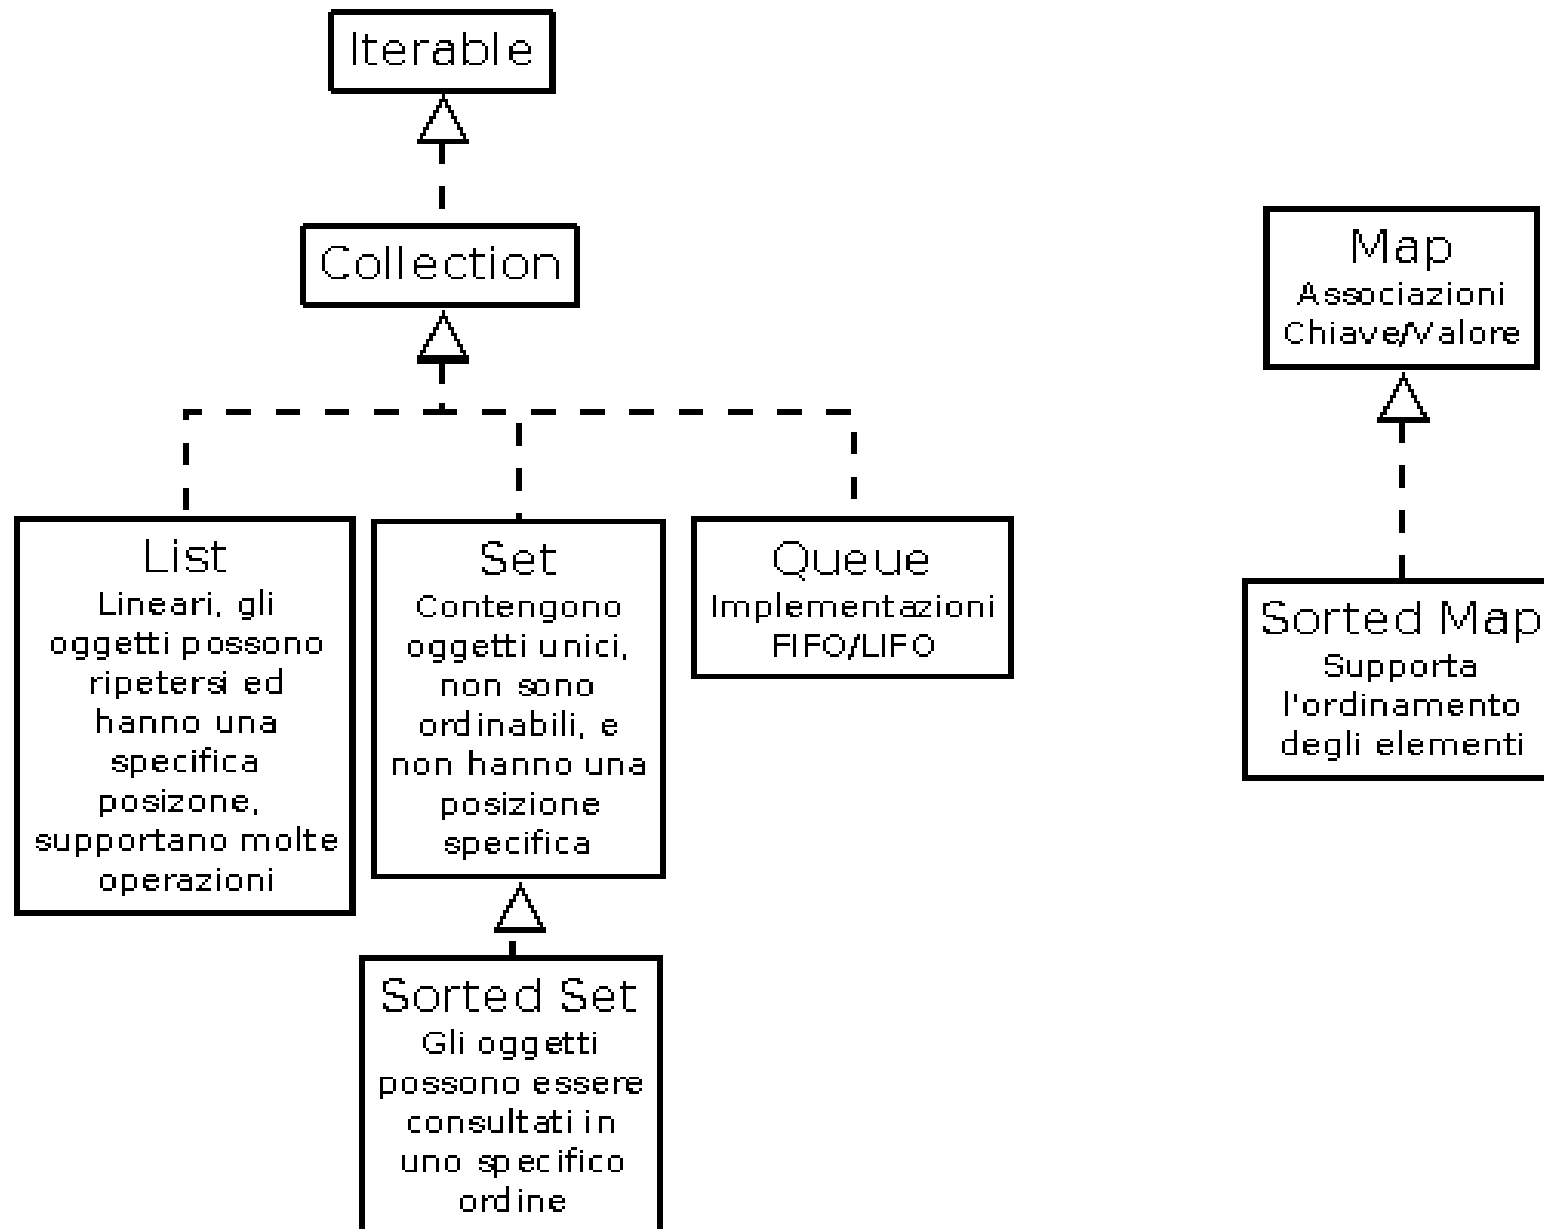 Iterable
Collection
Map
Associazioni
Chiave/Valore
List
Lineari, gli
oggetti possono
ripetersi ed
hanno una
specifica
posizone,
supportano molte
operazioni
Set
Contengono
oggetti unici,
non sono
ordinabili, e
non hanno una
posizione
specifica
Queue
Implementazioni
FIFO/LIFO
Sorted Map
Supporta
l'ordinamento
degli elementi
Sorted Set
Gli oggetti
possono essere
consultati in
uno specifico
ordine